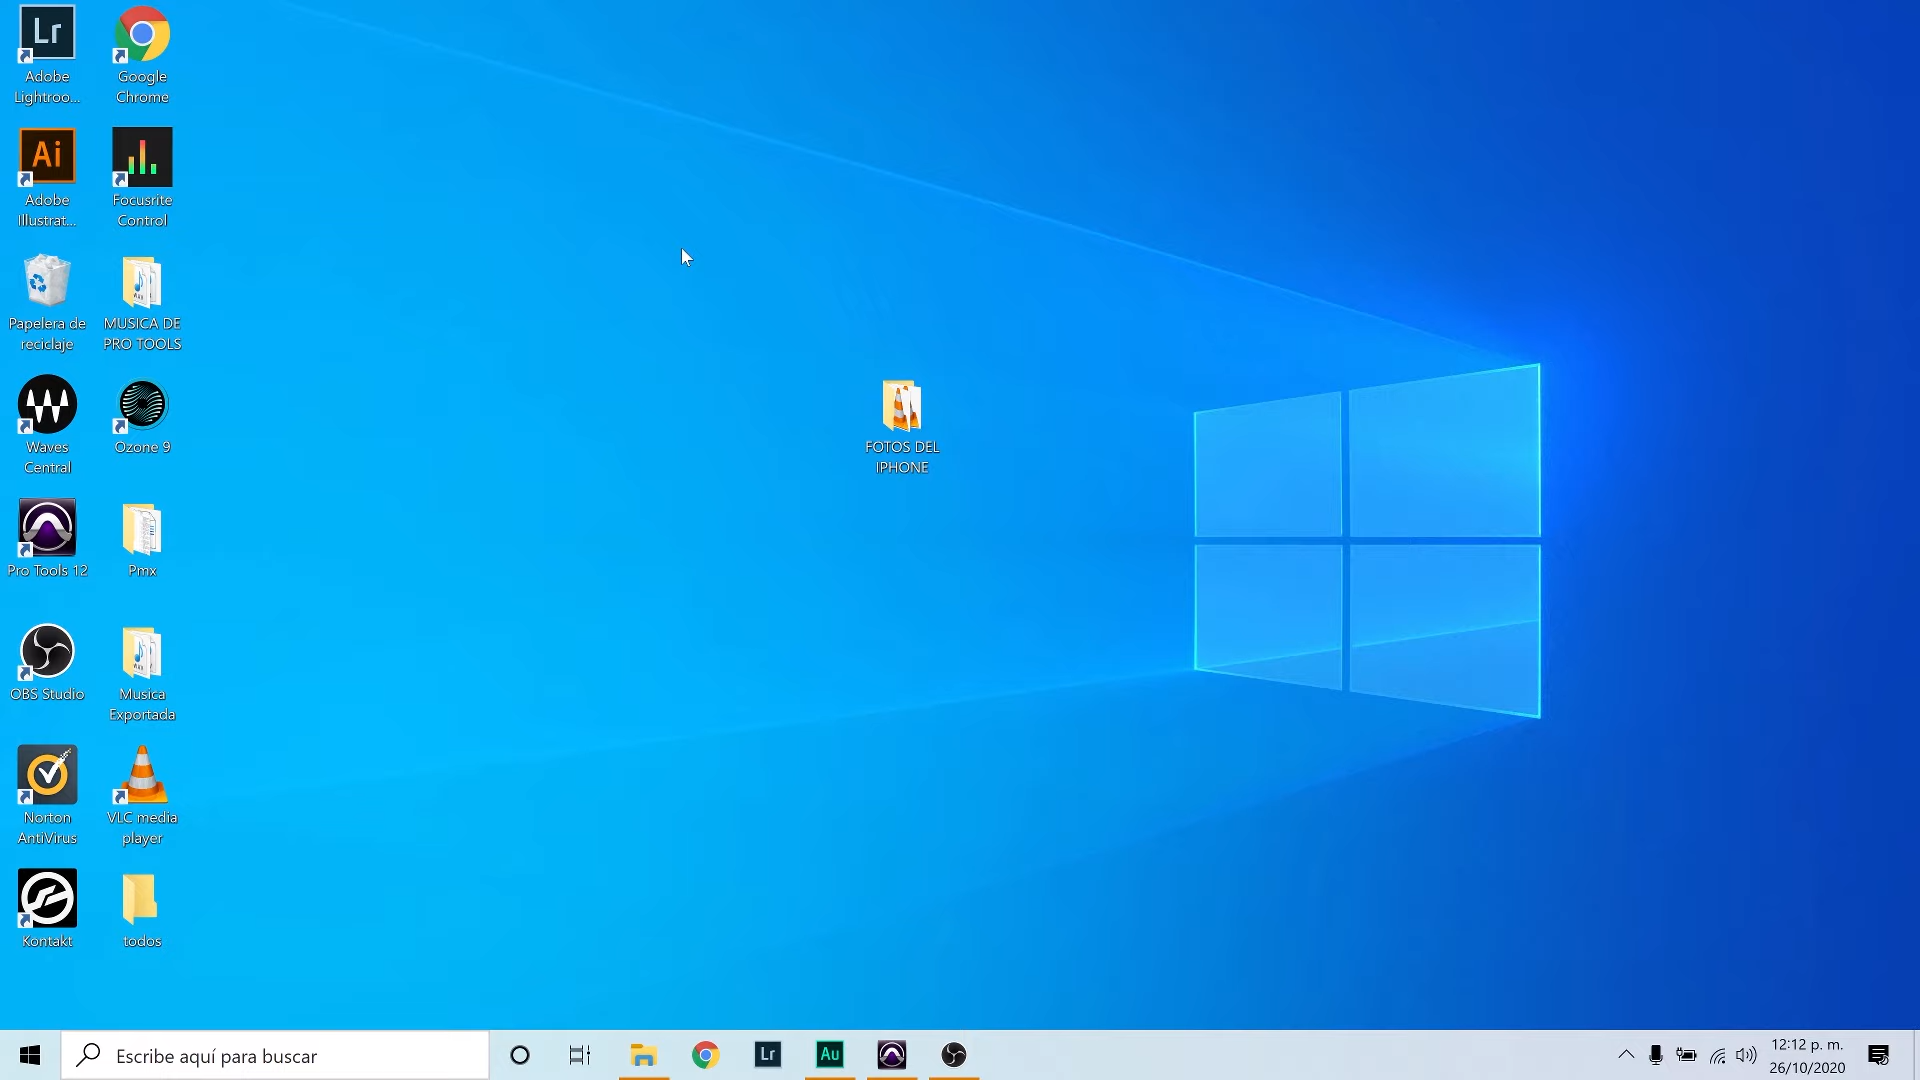 Lr
Adobe
Lightroo...
Google
Chrome
Ai
Adobe
Illustrat...
Focusrite
Control
Papelera de
reciclaje
MUSICA DE
PRO TOOLS
Waves
Central
Ozone 9
FOTOS DEL
IPHONE
Pro Tools 12
Pmx
OBS Studio
Musica
Exportada
Norton
AntiVirus
VLC media
player
Kontakt
todos
Escribe aquí para buscar
Lr
Au
12:12 p. m.
26/10/2020